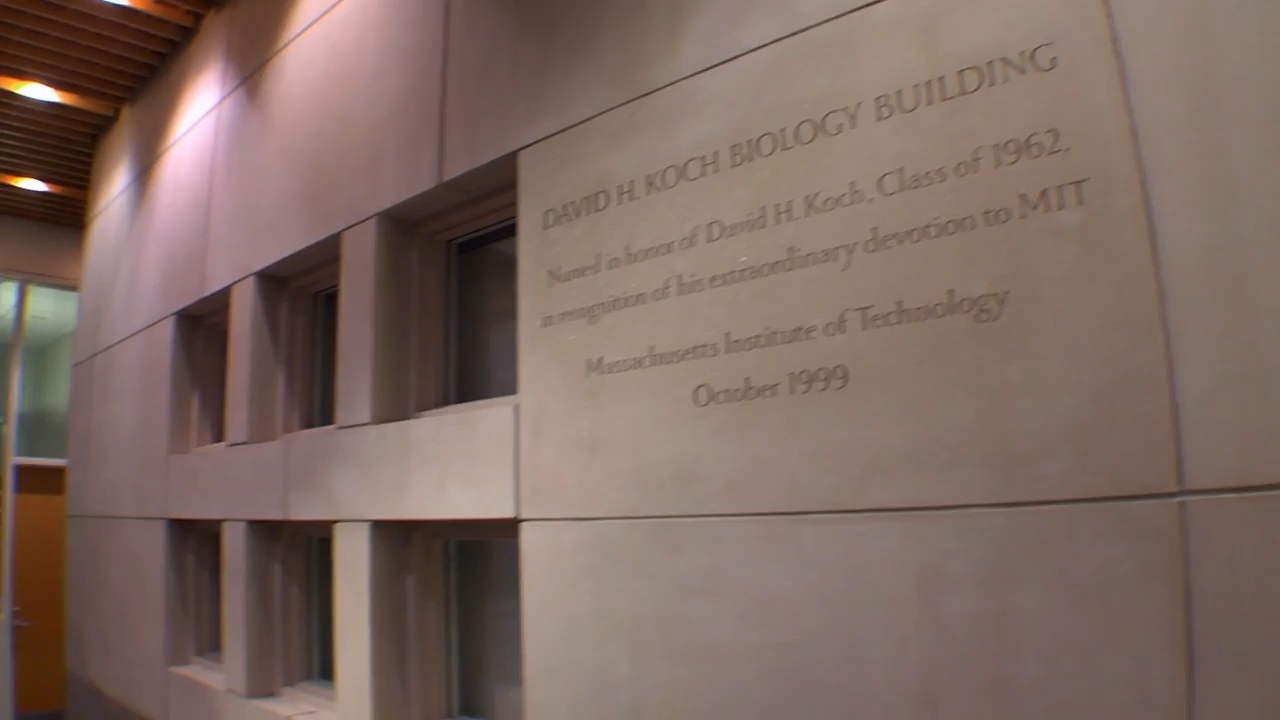 DAVID H. KOCH BIOLOGY BUILDING
Named in honor of David H. Koch, Class of 1962,
in recognition of his extraordinary devotion to MIT
Massachusetts Institute of Technology
October 1999